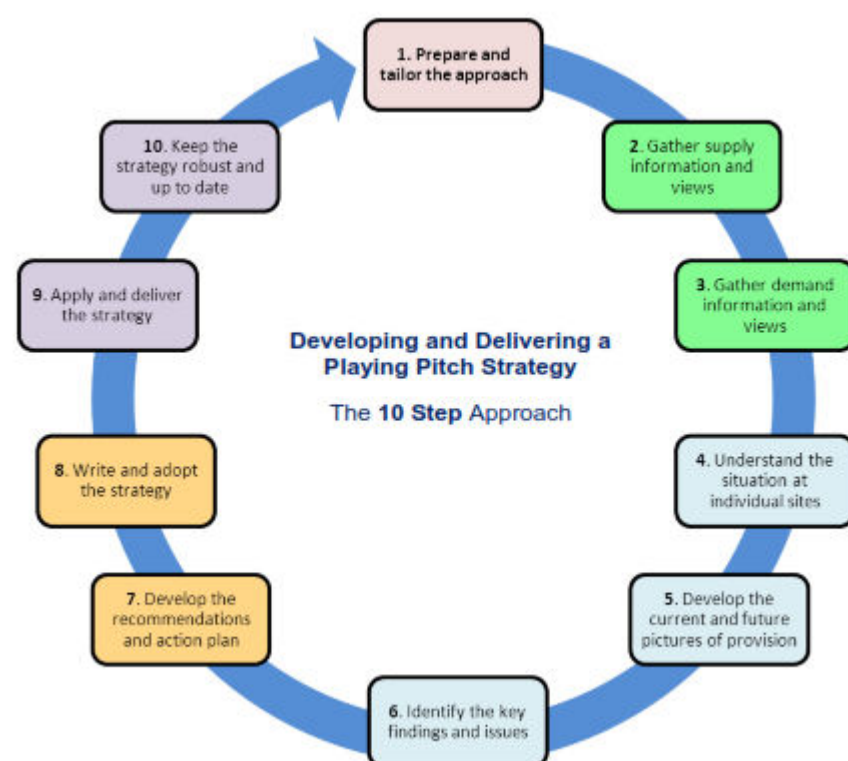 1. Prepare and
tailor the approach
2. Gather supply
information and
views
3. Gather demand
information and
views
4. Understand the
situation at
individual sites
5. Develop the
current and future
pictures of provision
6. Identify the key
findings and issues
7. Develop the
recommendations
and action plan
8. Write and adopt
the strategy
9. Apply and deliver
the strategy
10. Keep the
strategy robust and
up to date
Developing and Delivering a
Playing Pitch Strategy
The 10 Step Approach